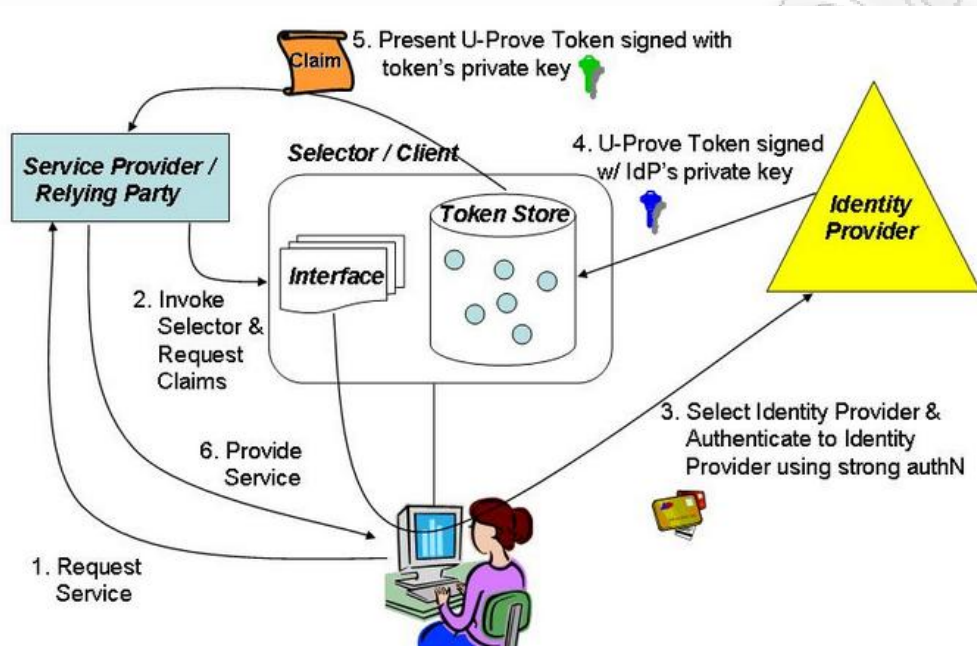 5. Present U-Prove Token signed with
token's private key
Claim
Service Provider /
Relying Party
Selector / Client
4. U-Prove Token signed
w/ IdP's private key
Token Store
Identity
Provider
Interface
2. Invoke
Selector &
Request
Claims
3. Select Identity Provider &
Authenticate to Identity
Provider using strong authN
6. Provide
Service
1. Request
Service